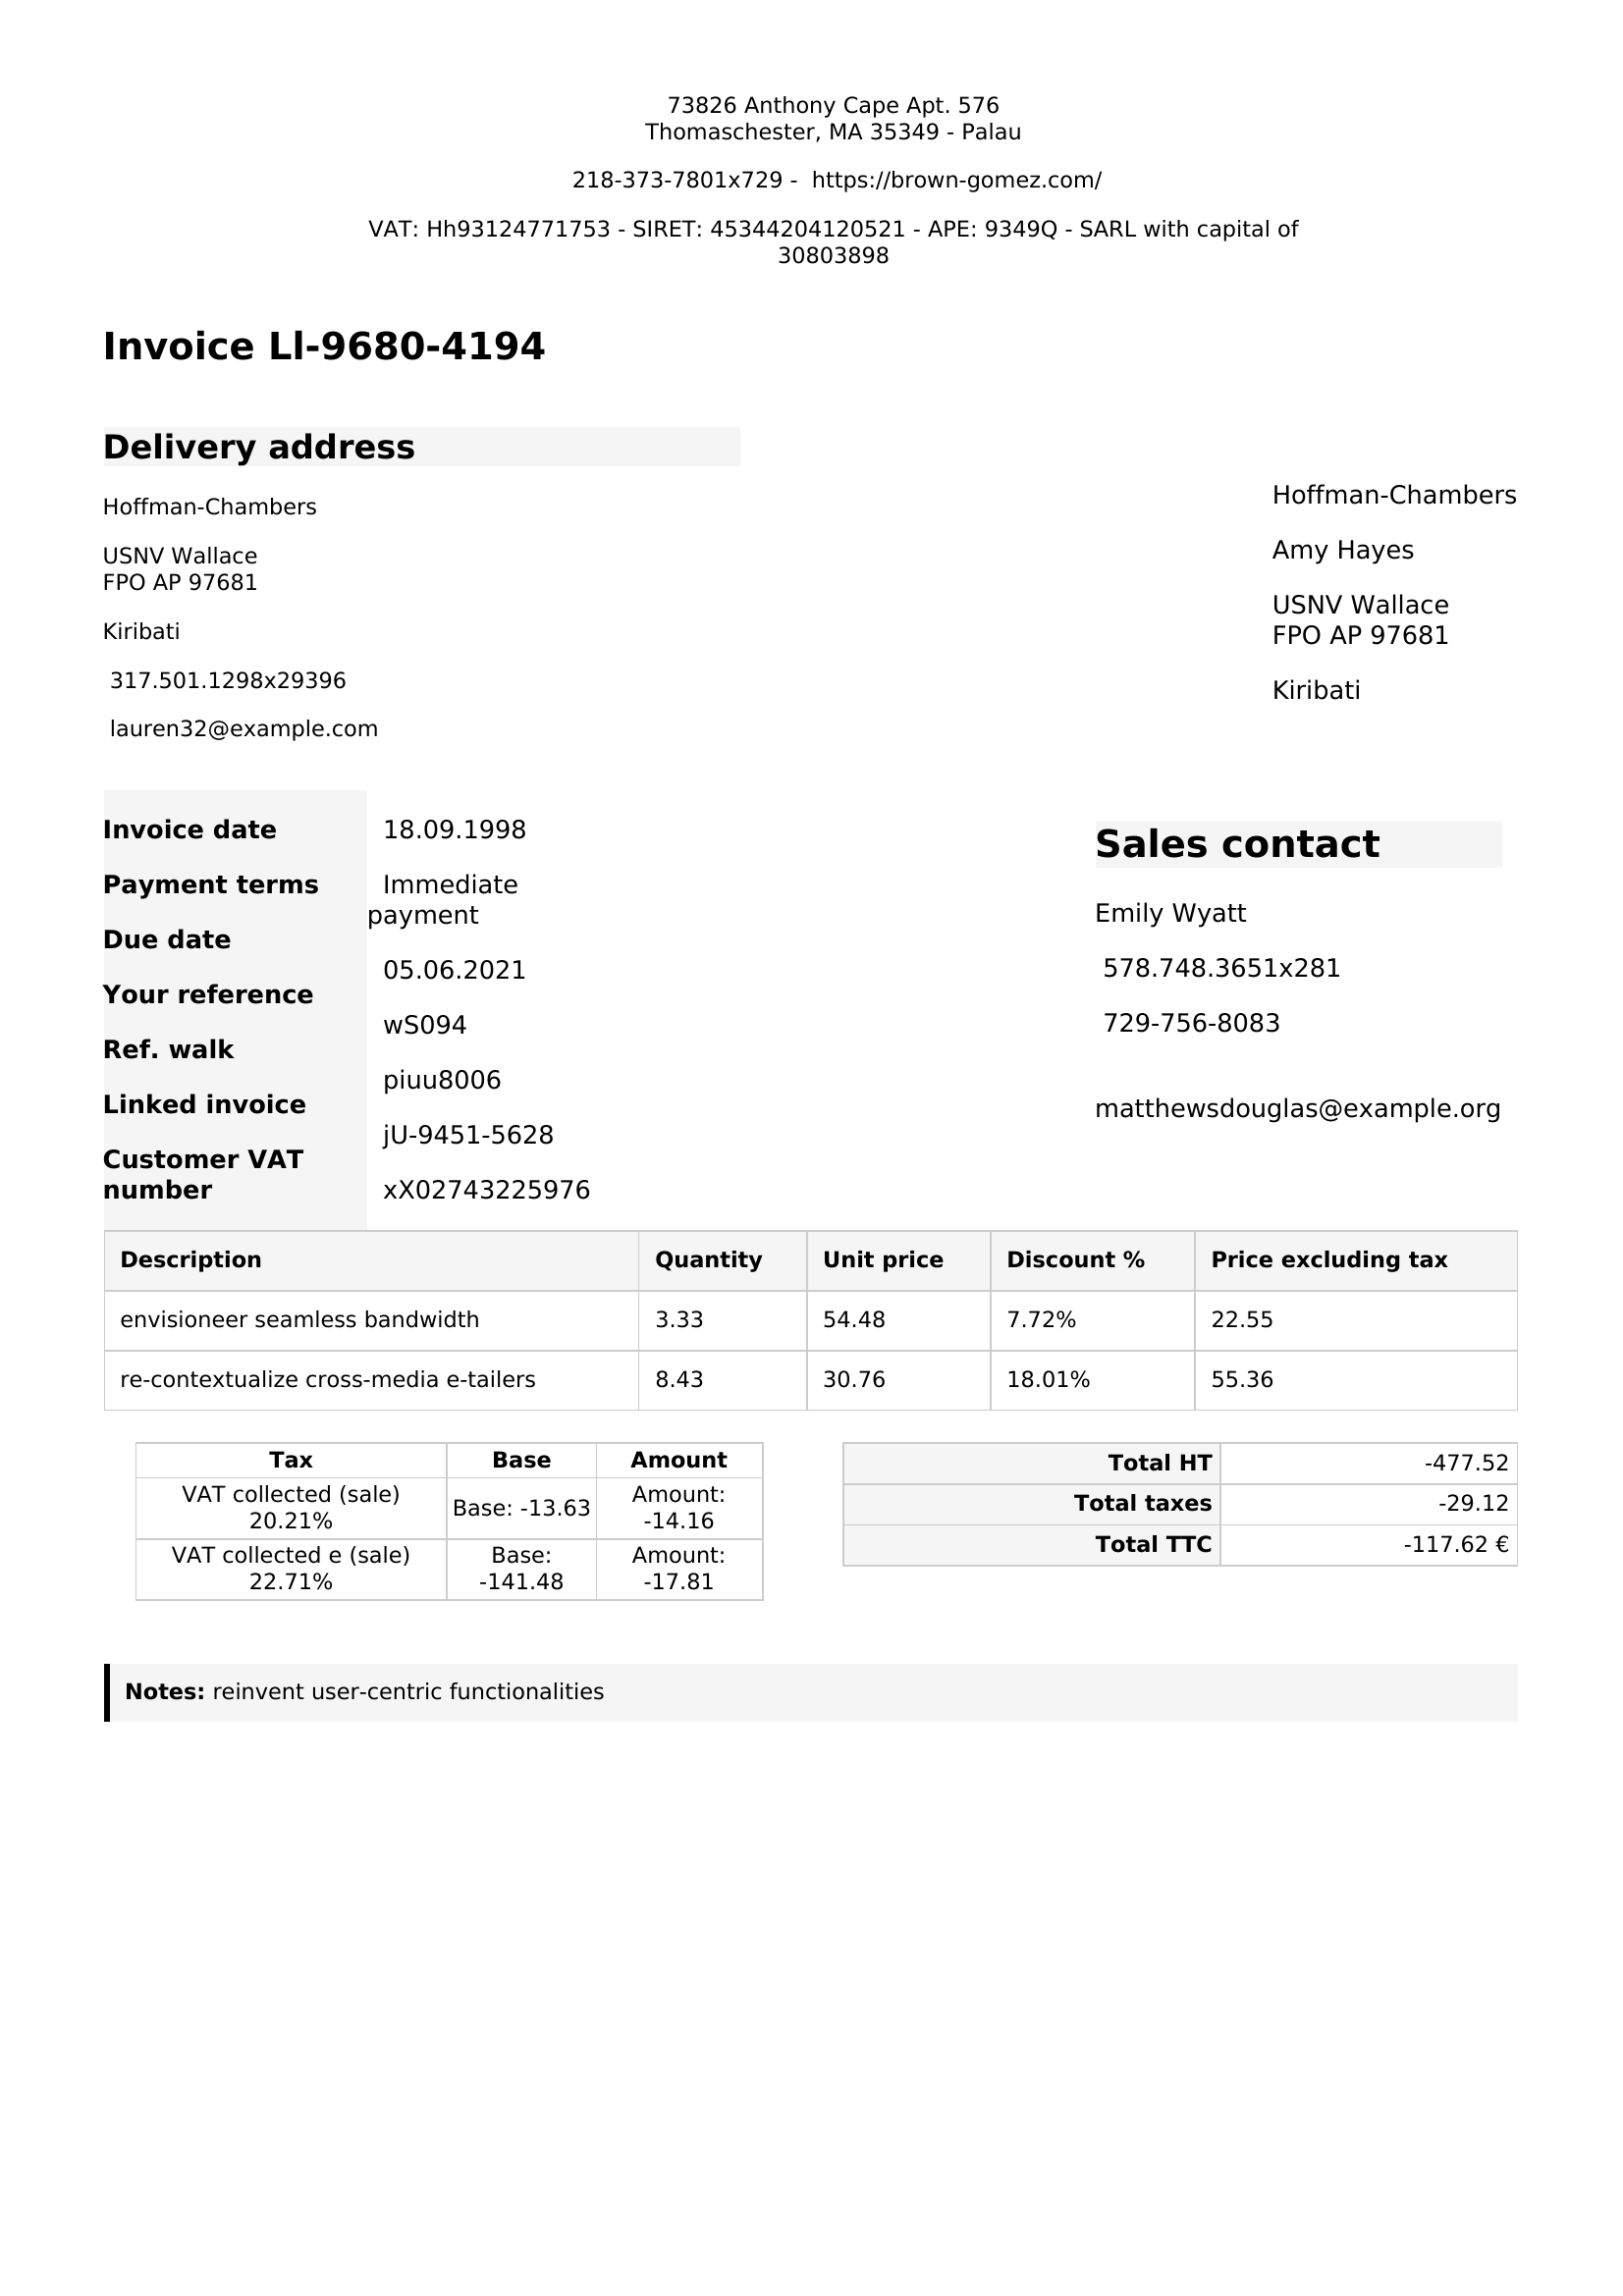 73826 Anthony Cape Apt. 576
Thomaschester, MA 35349 - Palau
218-373-7801x729 - https://brown-gomez.com/
VAT: Hh93124771753 - SIRET: 45344204120521 - APE: 9349Q - SARL with capital of
30803898
Invoice Ll-9680-4194
Delivery address
Hoffman-Chambers
USNV Wallace
FPO AP 97681
Kiribati
317.501.1298x29396
lauren32@example.com
Hoffman-Chambers
Amy Hayes
USNV Wallace
FPO AP 97681
Kiribati
Invoice date
Payment terms
Due date
Your reference
Ref. walk
Linked invoice
Customer VAT
number
18.09.1998
Immediate
payment
05.06.2021
wS094
piuu8006
jU-9451-5628
xX02743225976
Sales contact
Emily Wyatt
578.748.3651x281
729-756-8083
matthewsdouglas@example.org
Description Quantity Unit price Discount % Price excluding tax
envisioneer seamless bandwidth 3.33 54.48 7.72% 22.55
re-contextualize cross-media e-tailers 8.43 30.76 18.01% 55.36
Tax Base Amount
VAT collected (sale)
20.21%
Base: -13.63
Amount:
-14.16
VAT collected e (sale)
22.71%
Base:
-141.48
Amount:
-17.81
Total HT -477.52
Total taxes -29.12
Total TTC -117.62 €
Notes: reinvent user-centric functionalities